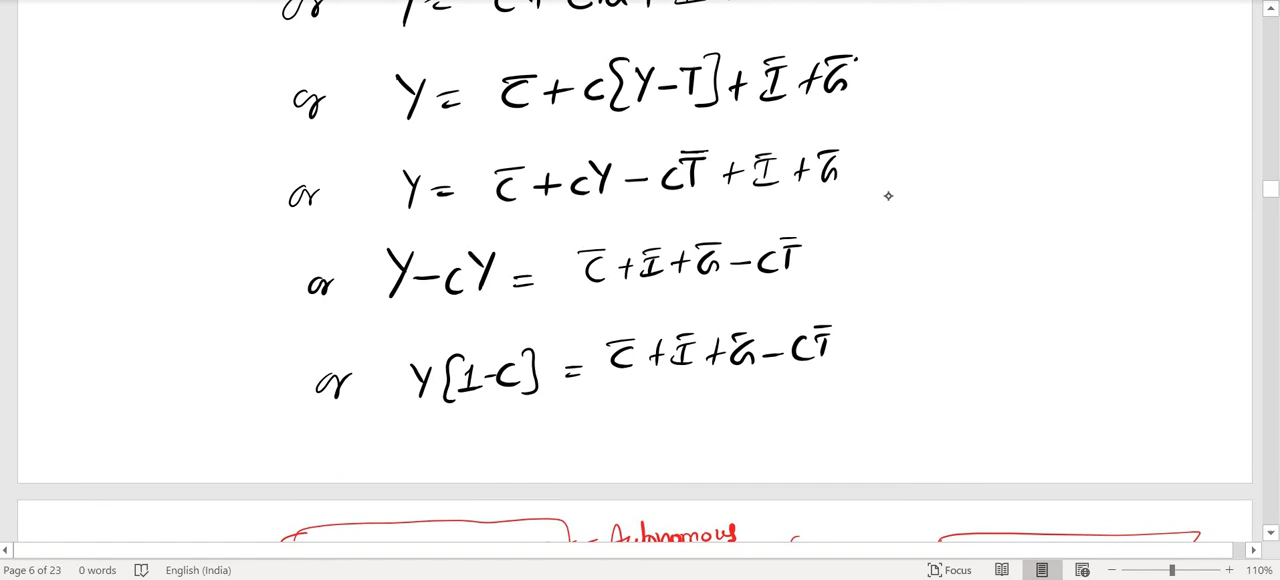 or Y = C̅ + c[Y-T] + I̅ + G̅
or Y = C̅ + cY - cT̅ + I̅ + G̅
or Y-cY = C̅ + I̅ + G̅ - cT̅
or Y[1-c] = C̅ + I̅ + G̅ - cT̅
= Autonomous
Page 6 of 23 0 words English (India) Focus - + 110%